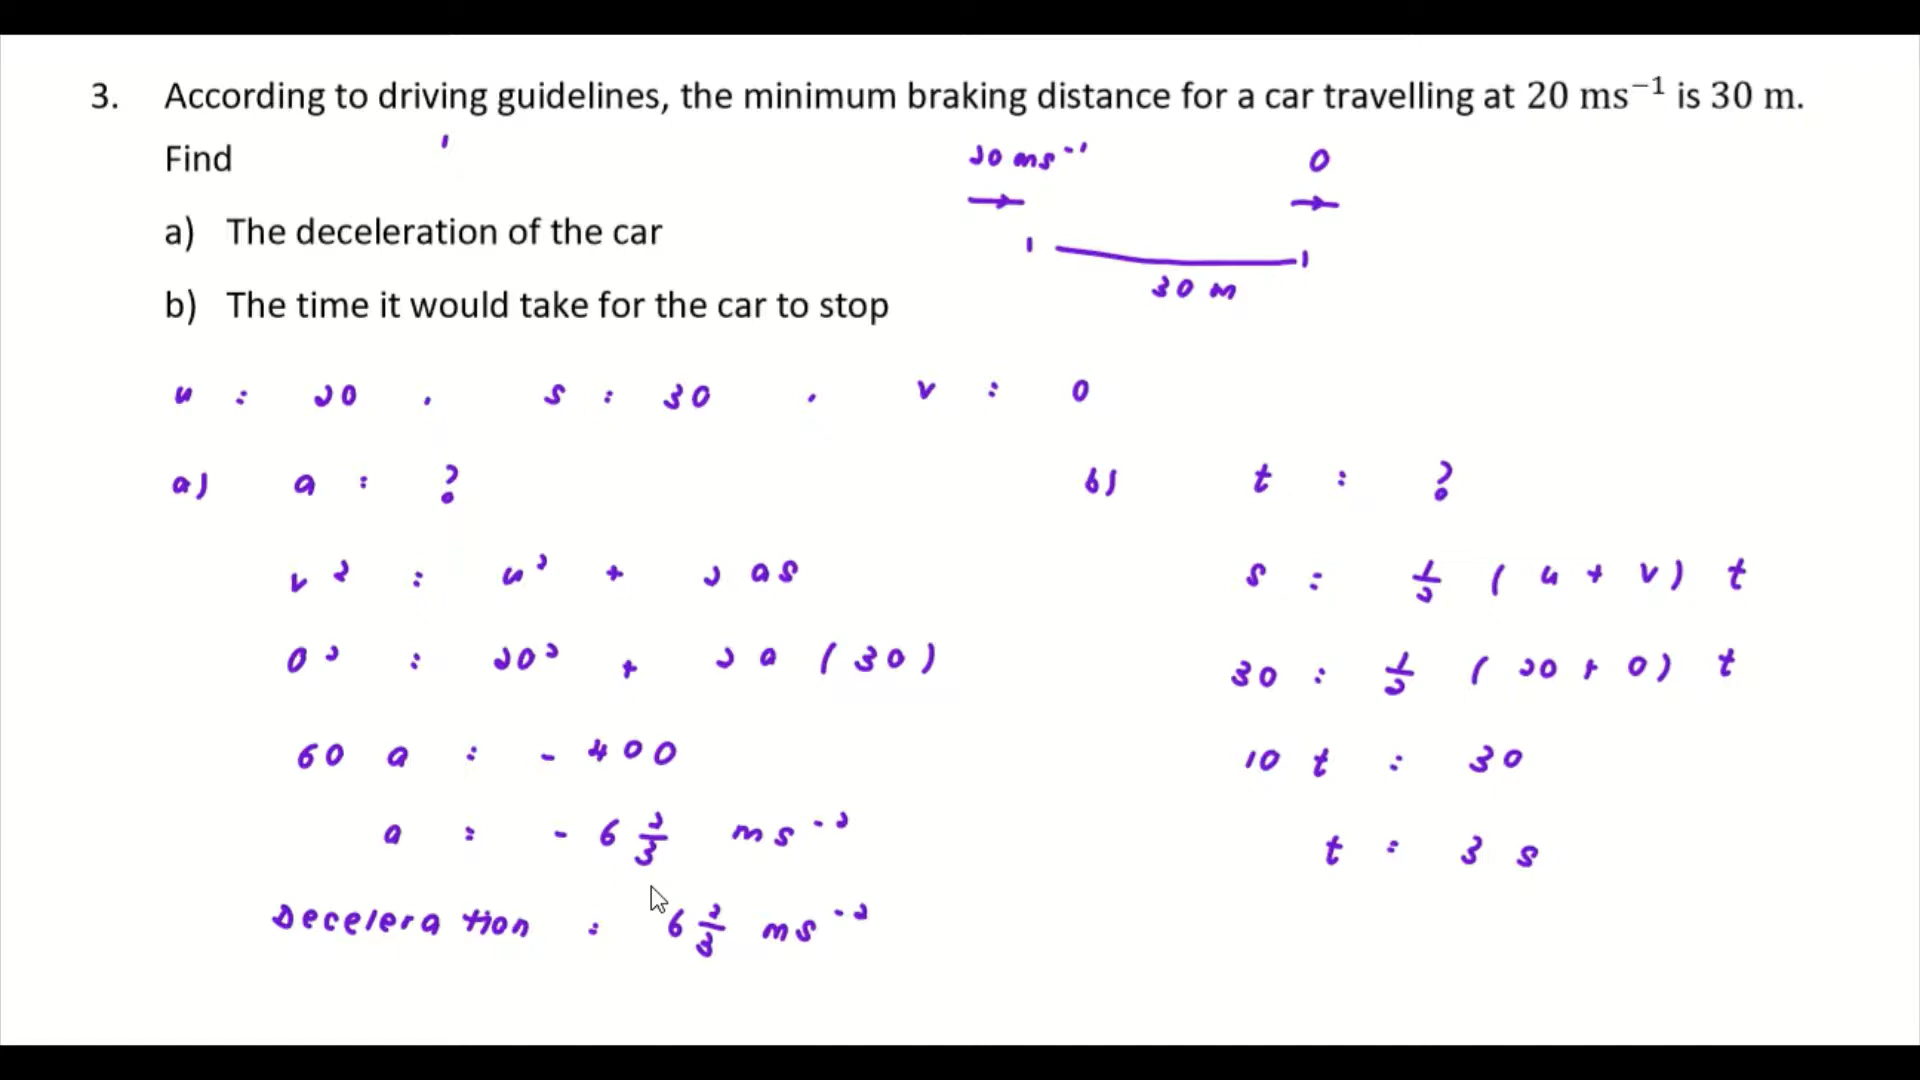 3. According to driving guidelines, the minimum braking distance for a car travelling at 20 ms⁻¹ is 30 m.
Find
20 ms⁻¹ 0
a) The deceleration of the car
30 m
b) The time it would take for the car to stop
u = 20 , s = 30 , v = 0
a) a = ?
v² = u² + 2as
0² = 20² + 2a(30)
60a = -400
a = -6 2/3 ms⁻²
Deceleration = 6 2/3 ms⁻²
b) t = ?
s = 1/2 (u + v) t
30 = 1/2 (20 + 0) t
10t = 30
t = 3 s